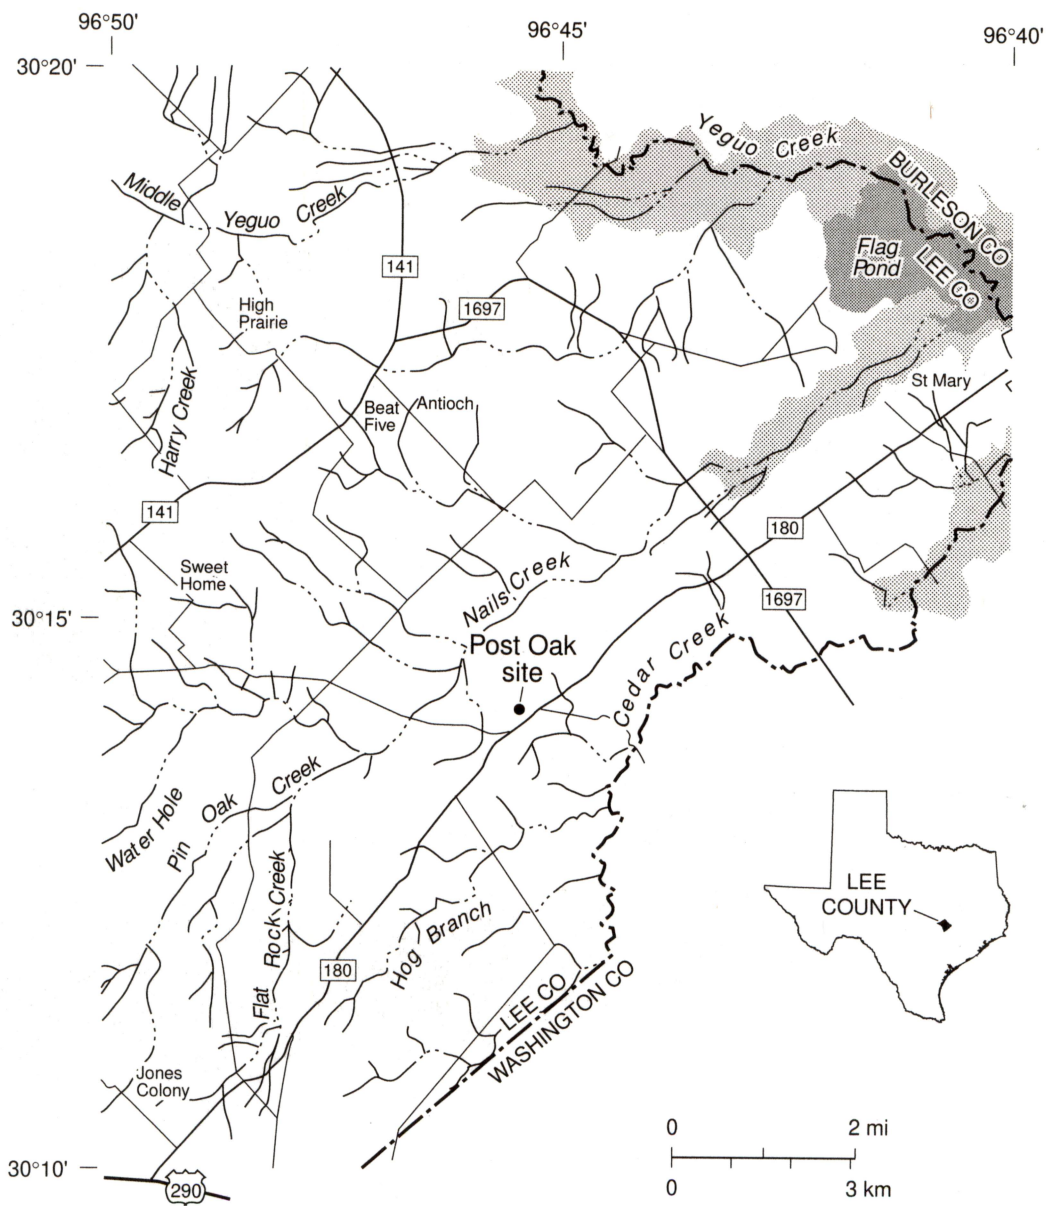 96°50'
96°45'
96°40'
30°20'
Yeguo Creek
BURLESON CO
LEE CO
Middle
Yeguo
Creek
Flag
Pond
141
1697
High
Prairie
St Mary
Harry Creek
Beat
Five
Antioch
141
180
Sweet
Home
Nails Creek
1697
30°15'
Post Oak
site
Cedar Creek
Water Hole
Pin
Oak
Creek
LEE
COUNTY
Flat
Rock
Creek
Hog
Branch
180
LEE CO
WASHINGTON CO
Jones
Colony
0
2 mi
30°10'
0
3 km
290